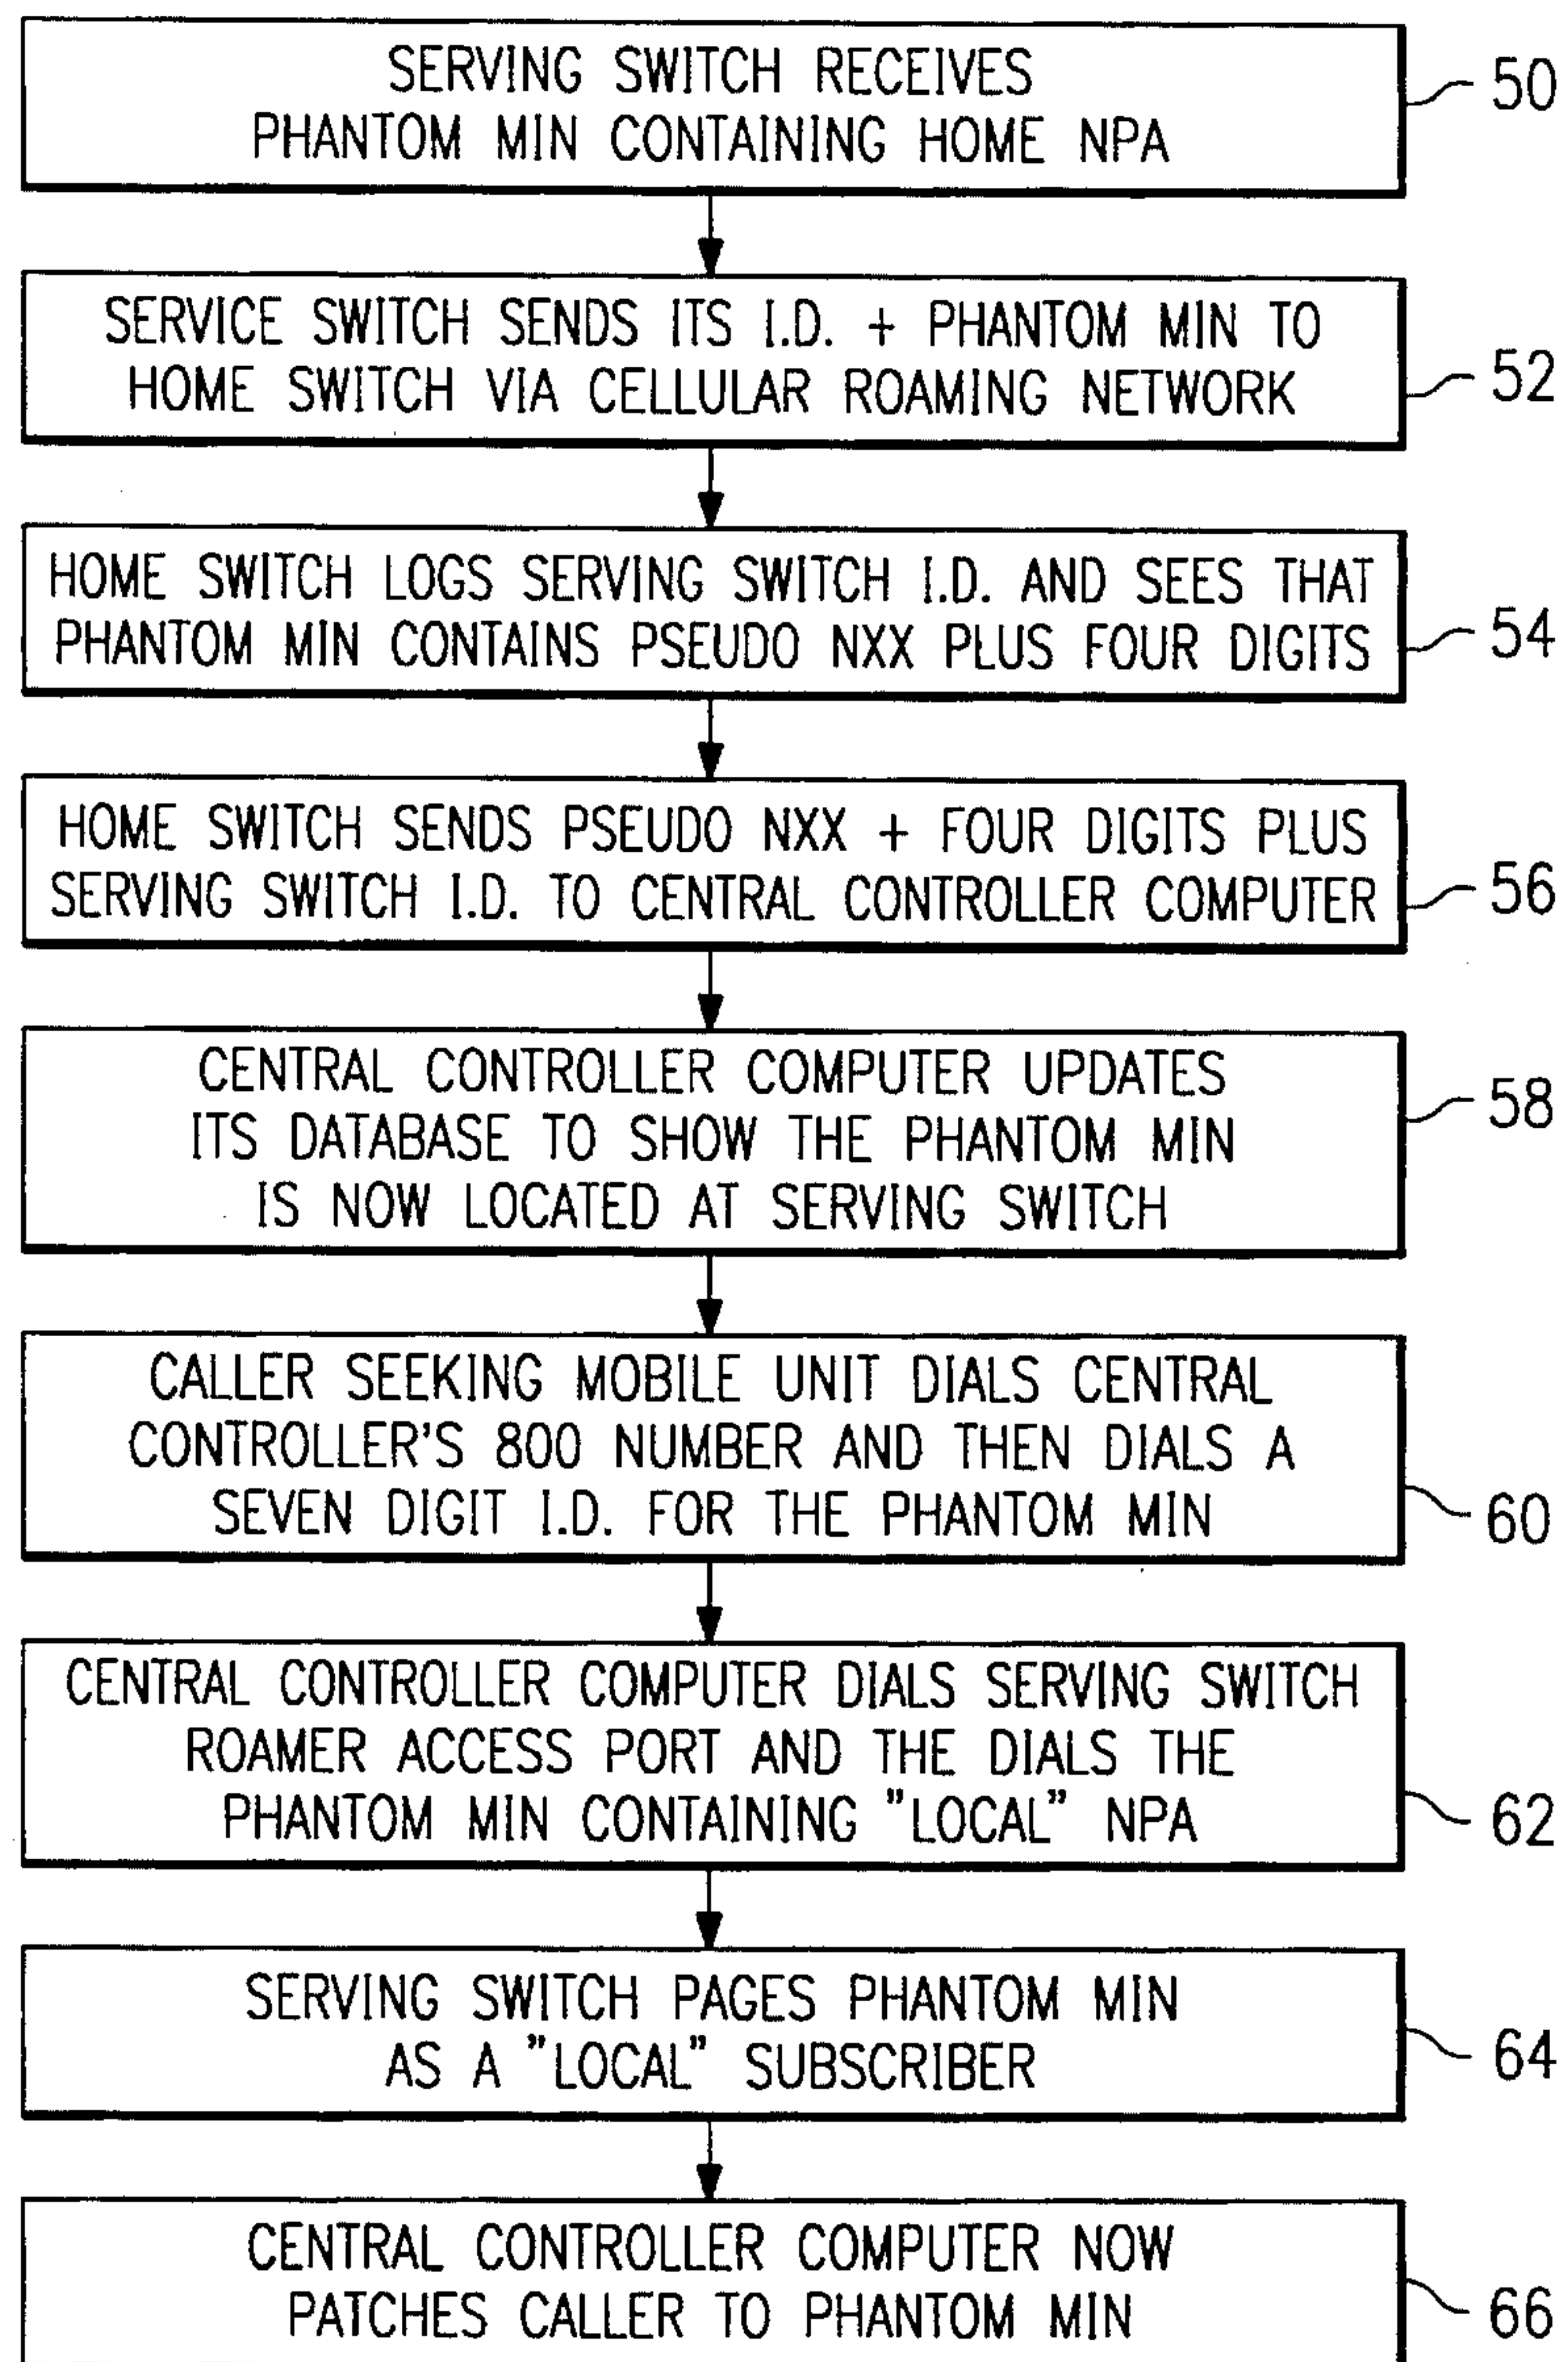 SERVING SWITCH RECEIVES
PHANTOM MIN CONTAINING HOME NPA
50
SERVICE SWITCH SENDS ITS I.D. + PHANTOM MIN TO
HOME SWITCH VIA CELLULAR ROAMING NETWORK
52
HOME SWITCH LOGS SERVING SWITCH I.D. AND SEES THAT
PHANTOM MIN CONTAINS PSEUDO NXX PLUS FOUR DIGITS
54
HOME SWITCH SENDS PSEUDO NXX + FOUR DIGITS PLUS
SERVING SWITCH I.D. TO CENTRAL CONTROLLER COMPUTER
56
CENTRAL CONTROLLER COMPUTER UPDATES
ITS DATABASE TO SHOW THE PHANTOM MIN
IS NOW LOCATED AT SERVING SWITCH
58
CALLER SEEKING MOBILE UNIT DIALS CENTRAL
CONTROLLER'S 800 NUMBER AND THEN DIALS A
SEVEN DIGIT I.D. FOR THE PHANTOM MIN
60
CENTRAL CONTROLLER COMPUTER DIALS SERVING SWITCH
ROAMER ACCESS PORT AND THE DIALS THE
PHANTOM MIN CONTAINING "LOCAL" NPA
62
SERVING SWITCH PAGES PHANTOM MIN
AS A "LOCAL" SUBSCRIBER
64
CENTRAL CONTROLLER COMPUTER NOW
PATCHES CALLER TO PHANTOM MIN
66